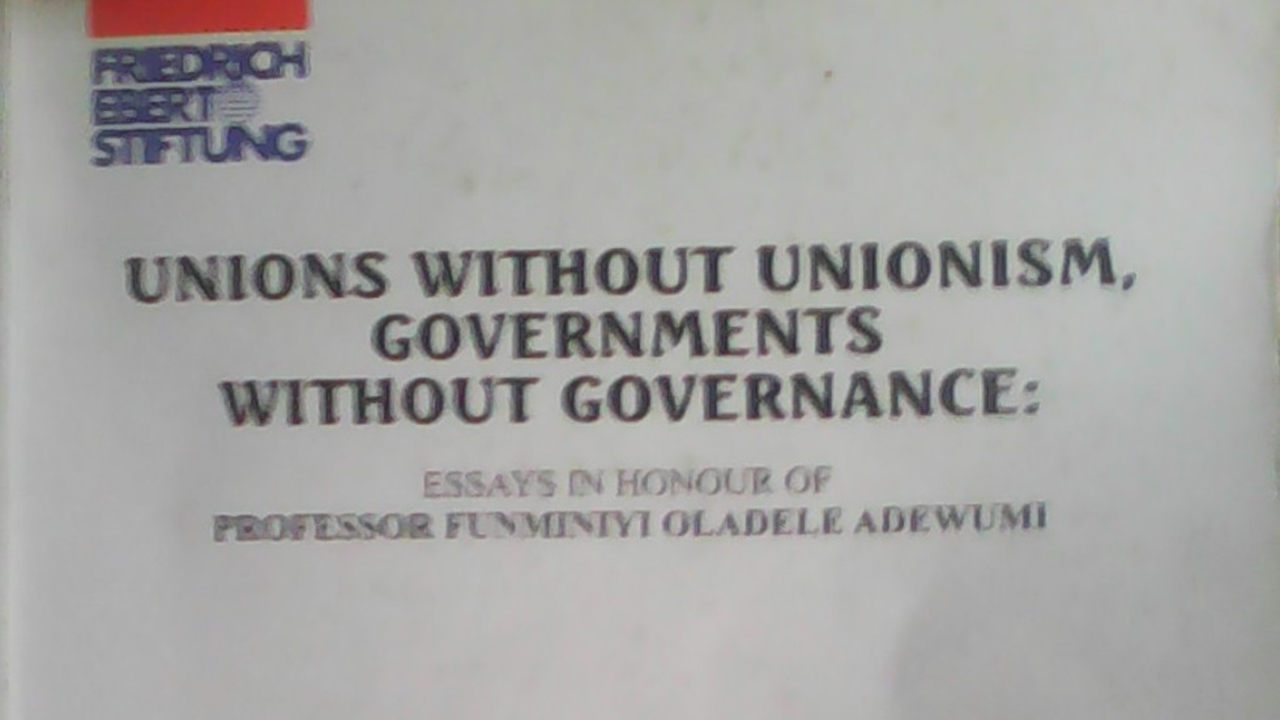 FRIEDRICH
EBERT
STIFTUNG
UNIONS WITHOUT UNIONISM,
GOVERNMENTS
WITHOUT GOVERNANCE:
ESSAYS IN HONOUR OF
PROFESSOR FUNMINIYI OLADELE ADEWUMI